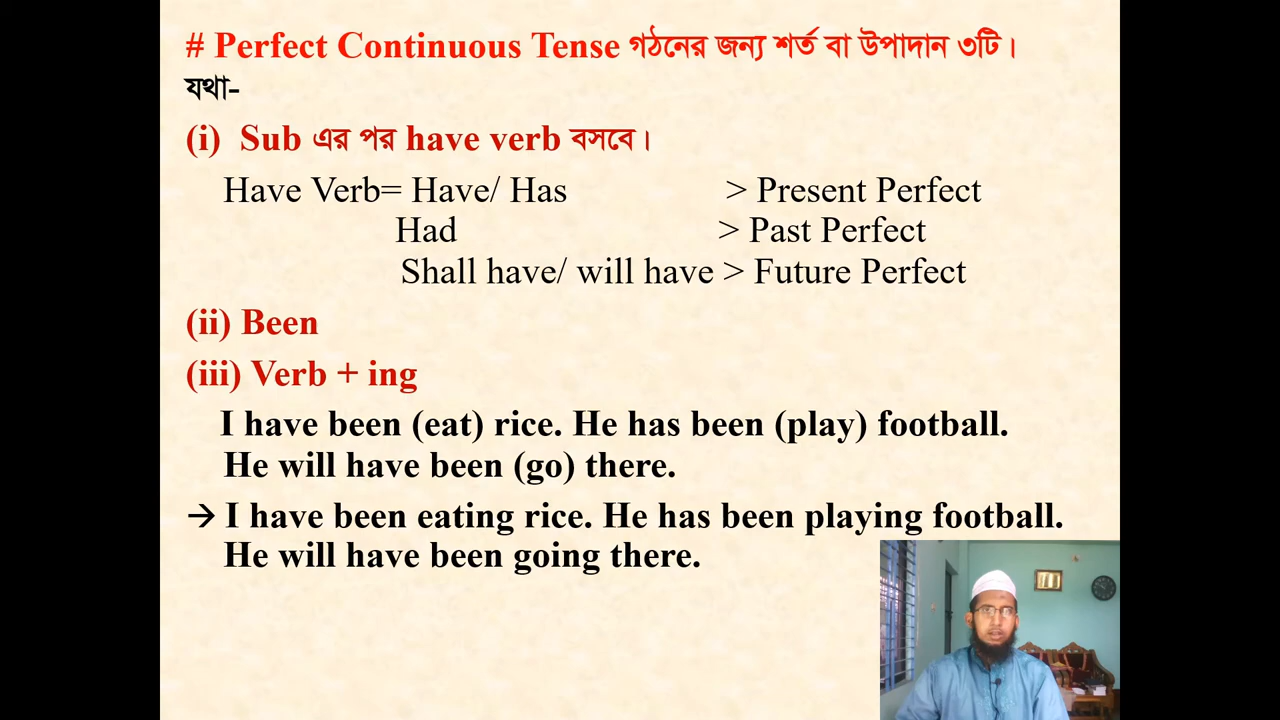 # Perfect Continuous Tense গঠনের জন্য শর্ত বা উপাদান ৩টি।
যথা-
(i) Sub এর পর have verb বসবে।
Have Verb= Have/ Has > Present Perfect
Had > Past Perfect
Shall have/ will have > Future Perfect
(ii) Been
(iii) Verb + ing
I have been (eat) rice. He has been (play) football.
He will have been (go) there.
→ I have been eating rice. He has been playing football.
He will have been going there.